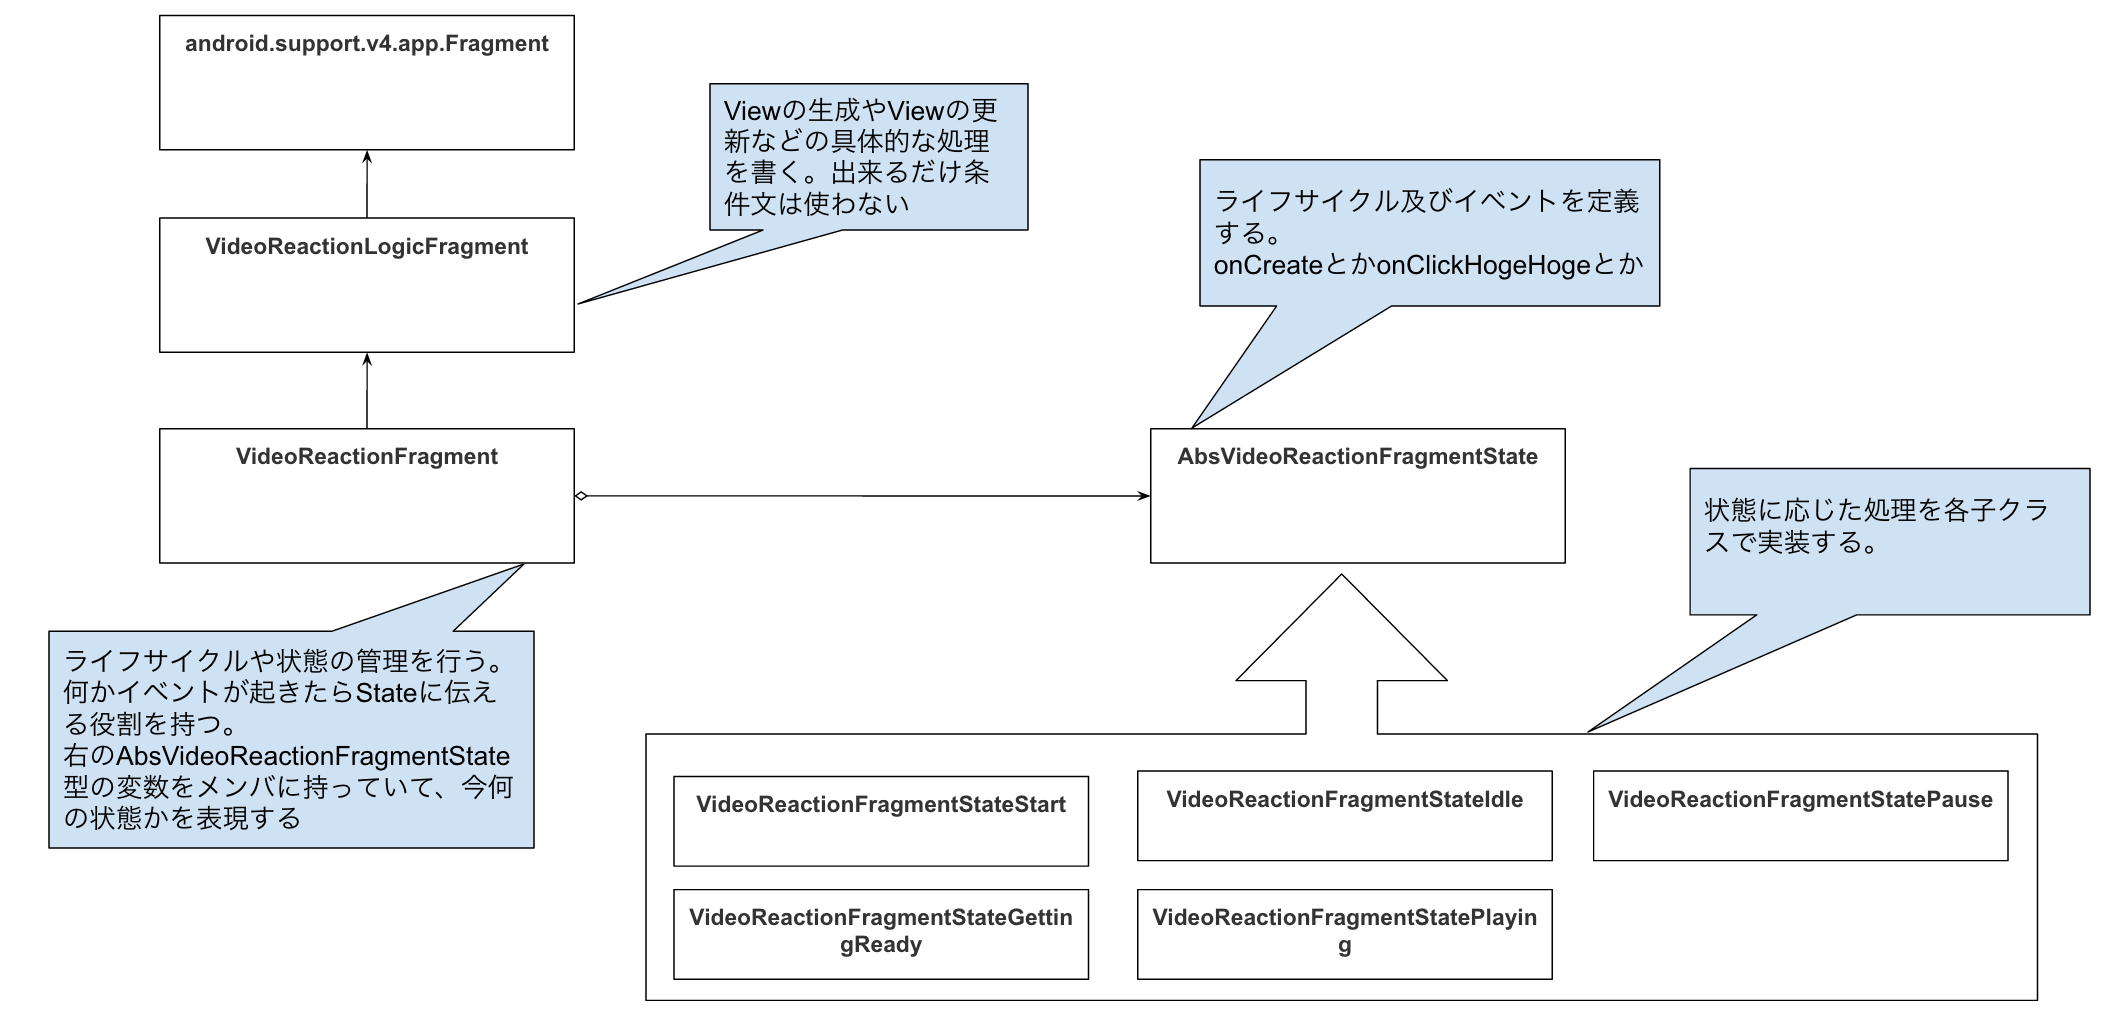 android.support.v4.app.Fragment
Viewの生成やViewの更
新などの具体的な処理
を書く。出来るだけ条
件文は使わない
VideoReactionLogicFragment
ライフサイクル及びイベントを定義
する。
onCreateとかonClickHogeHogeとか
VideoReactionFragment
AbsVideoReactionFragmentState
状態に応じた処理を各子クラ
スで実装する。
ライフサイクルや状態の管理を行う。
何かイベントが起きたらStateに伝え
る役割を持つ。
右のAbsVideoReactionFragmentState
型の変数をメンバに持っていて、今何
の状態かを表現する
VideoReactionFragmentStateStart
VideoReactionFragmentStateIdle
VideoReactionFragmentStatePause
VideoReactionFragmentStateGettin
gReady
VideoReactionFragmentStatePlayin
g